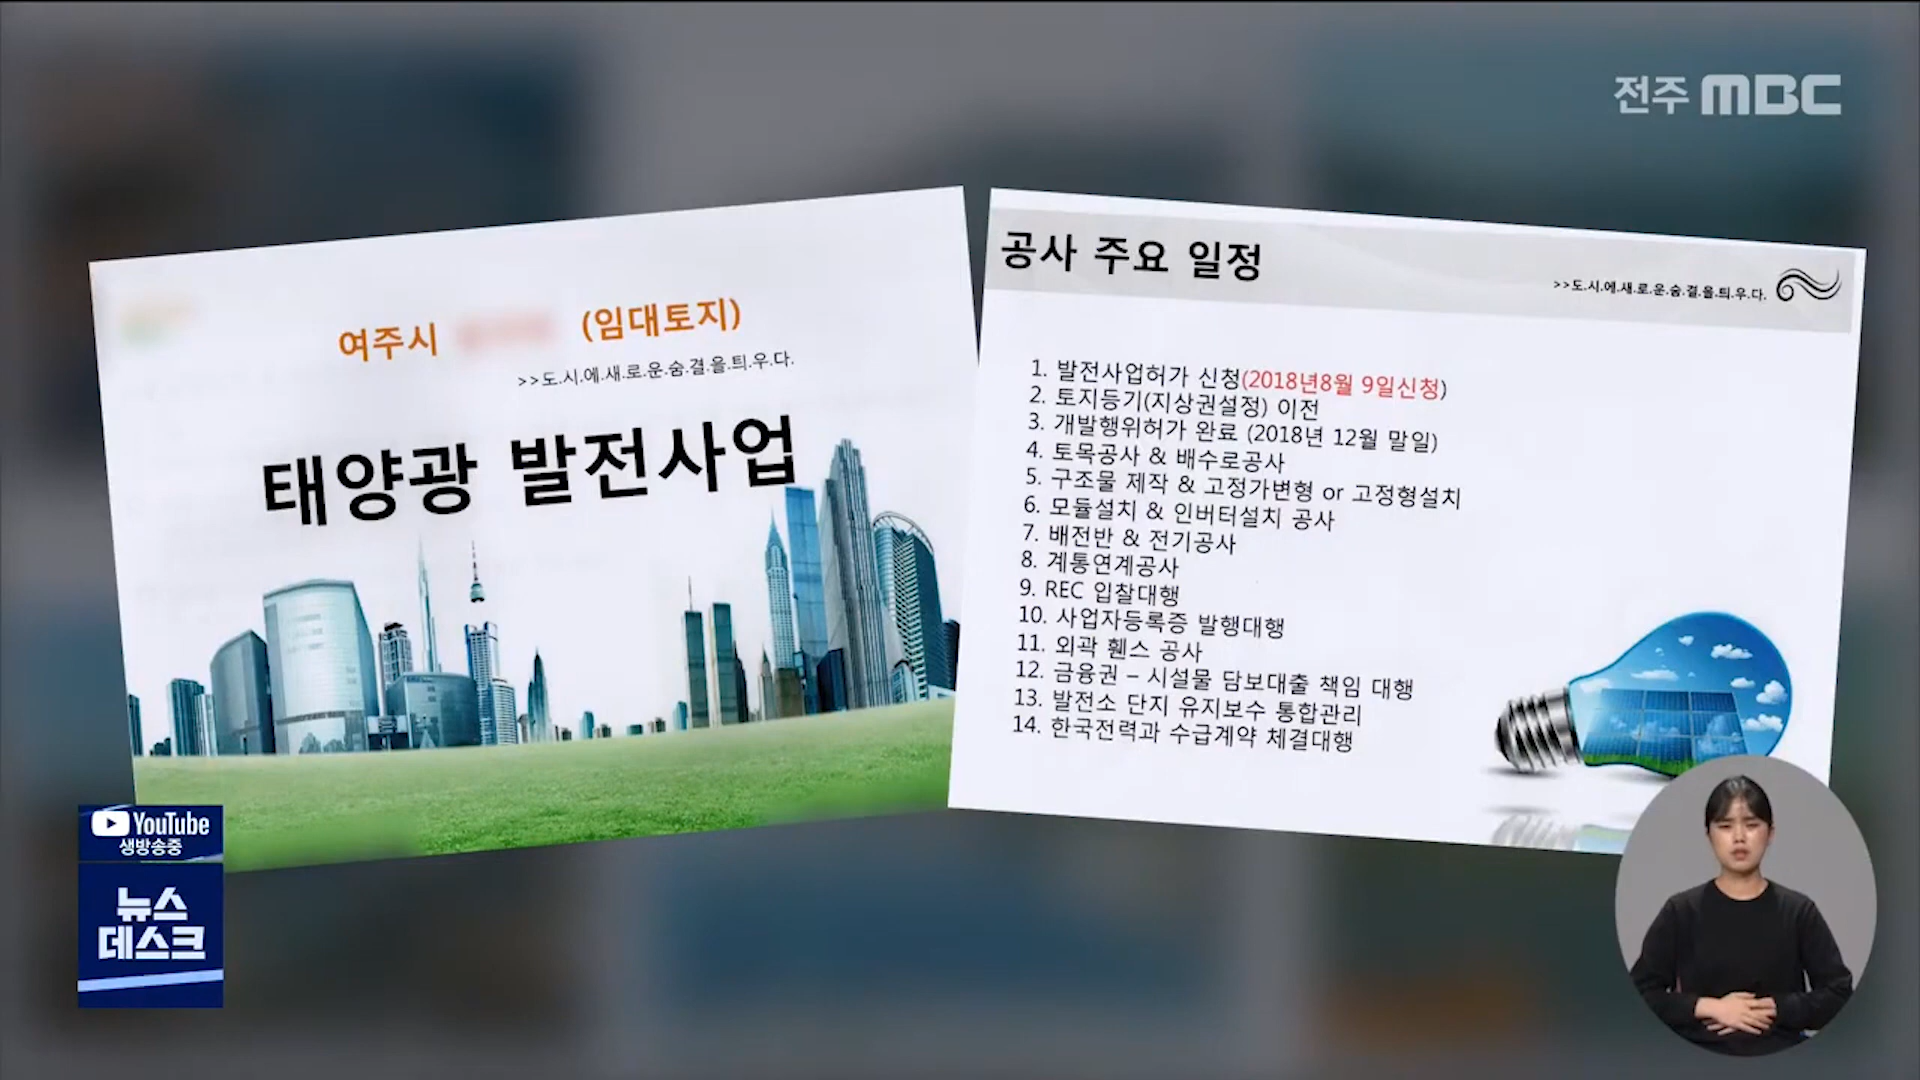 전주 MBC
여주시 (임대토지)
>>도.시.에.새.로.운.숨.결.을.틔.우.다.
태양광 발전사업
공사 주요 일정
>>도.시.에.새.로.운.숨.결.을.틔.우.다.
1. 발전사업허가 신청(2018년8월 9일신청)
2. 토지등기(지상권설정) 이전
3. 개발행위허가 완료 (2018년 12월 말일)
4. 토목공사 & 배수로공사
5. 구조물 제작 & 고정가변형 or 고정형설치
6. 모듈설치 & 인버터설치 공사
7. 배전반 & 전기공사
8. 계통연계공사
9. REC 입찰대행
10. 사업자등록증 발행대행
11. 외곽 휀스 공사
12. 금융권 – 시설물 담보대출 책임 대행
13. 발전소 단지 유지보수 통합관리
14. 한국전력과 수급계약 체결대행
YouTube
생방송중
뉴스
데스크